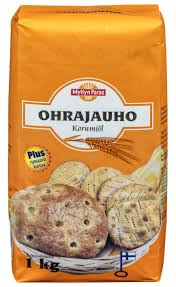 Myllyn Paras
OHRAJAUHO
Kornmjöl
Plus
1 kg